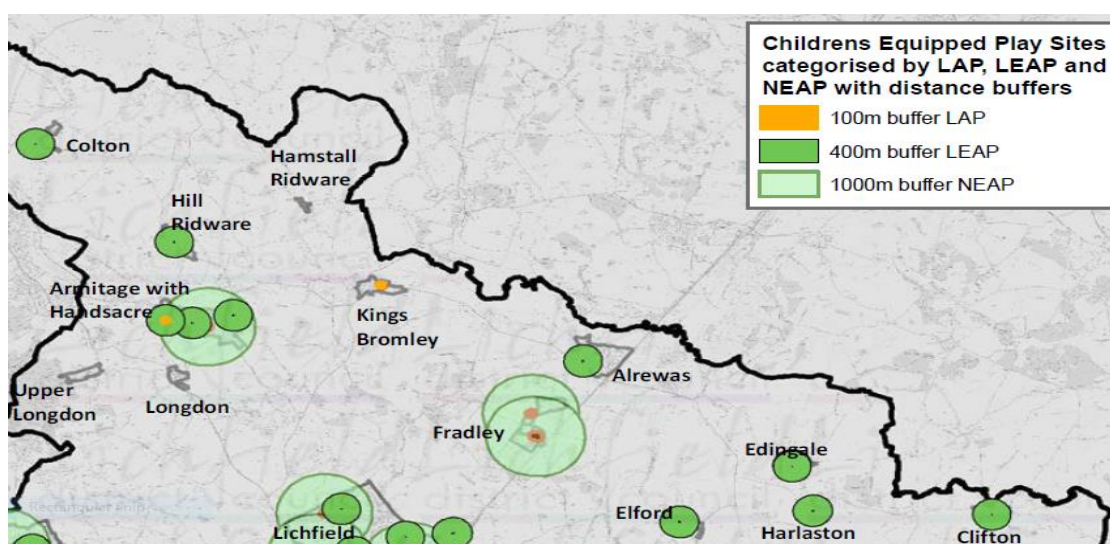 Childrens Equipped Play Sites
categorised by LAP, LEAP and
NEAP with distance buffers
100m buffer LAP
400m buffer LEAP
1000m buffer NEAP
Colton
Hamstall
Ridware
Hill
Ridware
Armitage with
Handsacre
Kings
Bromley
Upper
Longdon
Longdon
Alrewas
Fradley
Edingale
Elford
Harlaston
Clifton
Lichfield
Rectangular Snip